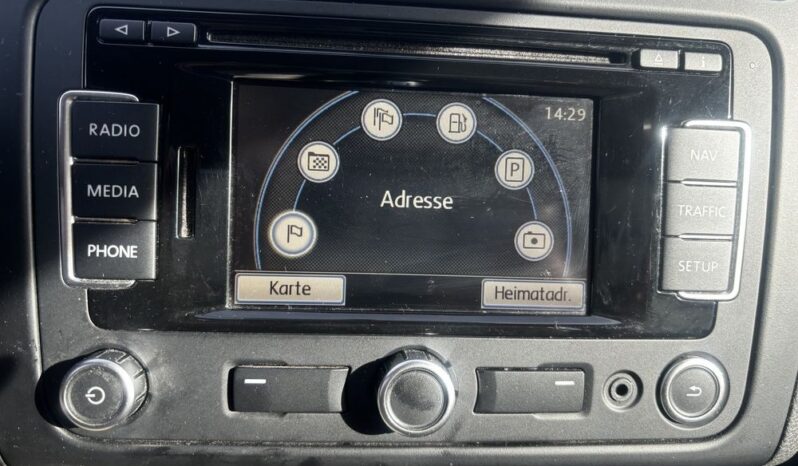 14:29
RADIO
MEDIA
PHONE
P
Adresse
Karte
Heimatadr.
NAV
TRAFFIC
SETUP